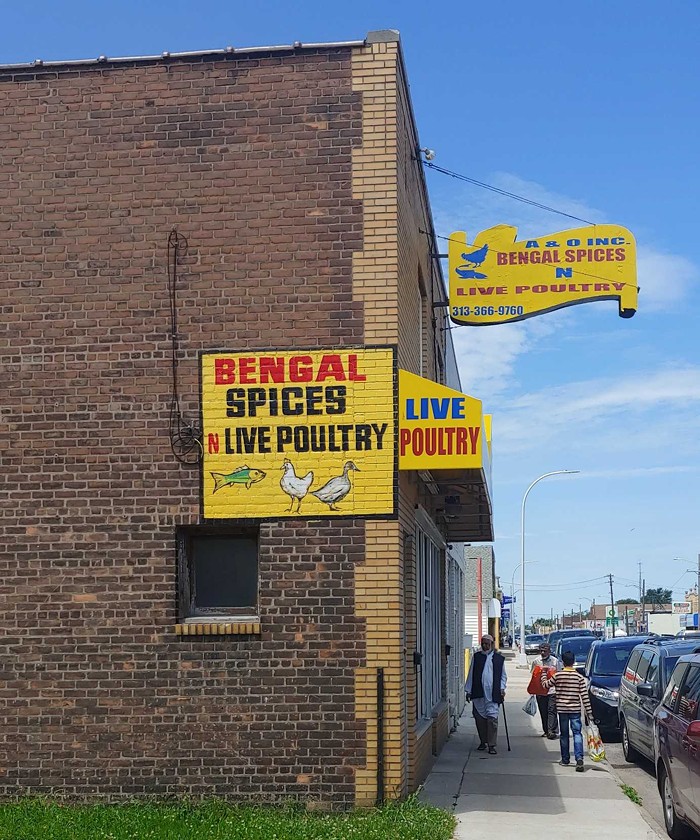 A & O INC.
BENGAL SPICES
N
LIVE POULTRY
313-366-9760
BENGAL
SPICES
N LIVE POULTRY
LIVE
POULTRY